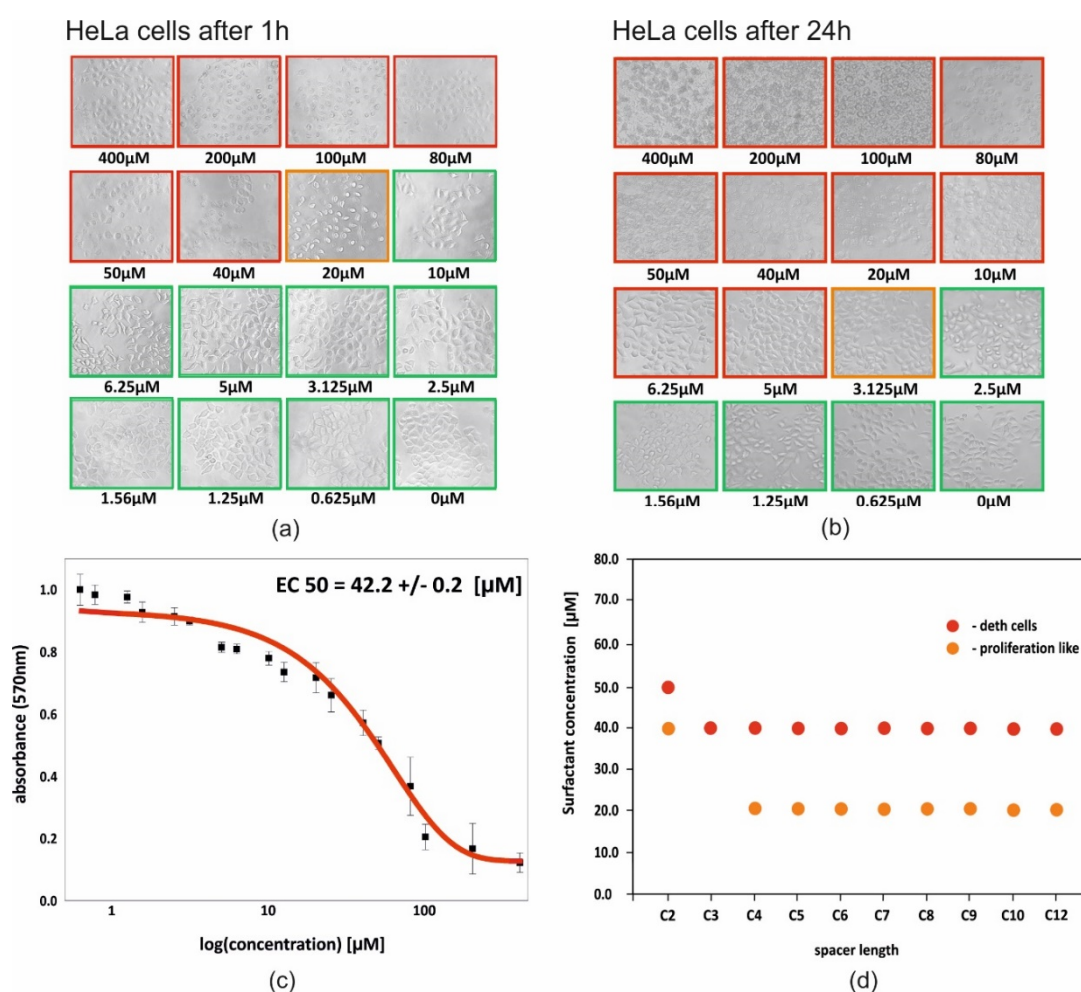 HeLa cells after 1h
400µM 200µM 100µM 80µM
50µM 40µM 20µM 10µM
6.25µM 5µM 3.125µM 2.5µM
1.56µM 1.25µM 0.625µM 0µM
(a)
HeLa cells after 24h
400µM 200µM 100µM 80µM
50µM 40µM 20µM 10µM
6.25µM 5µM 3.125µM 2.5µM
1.56µM 1.25µM 0.625µM 0µM
(b)
EC 50 = 42.2 +/- 0.2 [µM]
absorbance (570nm)
1.0
0.8
0.6
0.4
0.2
0.0
1 10 100
log(concentration) [µM]
(c)
Surfactant concentration [µM]
80.0
70.0
60.0
50.0
40.0
30.0
20.0
10.0
0.0
- deth cells
- proliferation like
C2 C3 C4 C5 C6 C7 C8 C9 C10 C12
spacer length
(d)